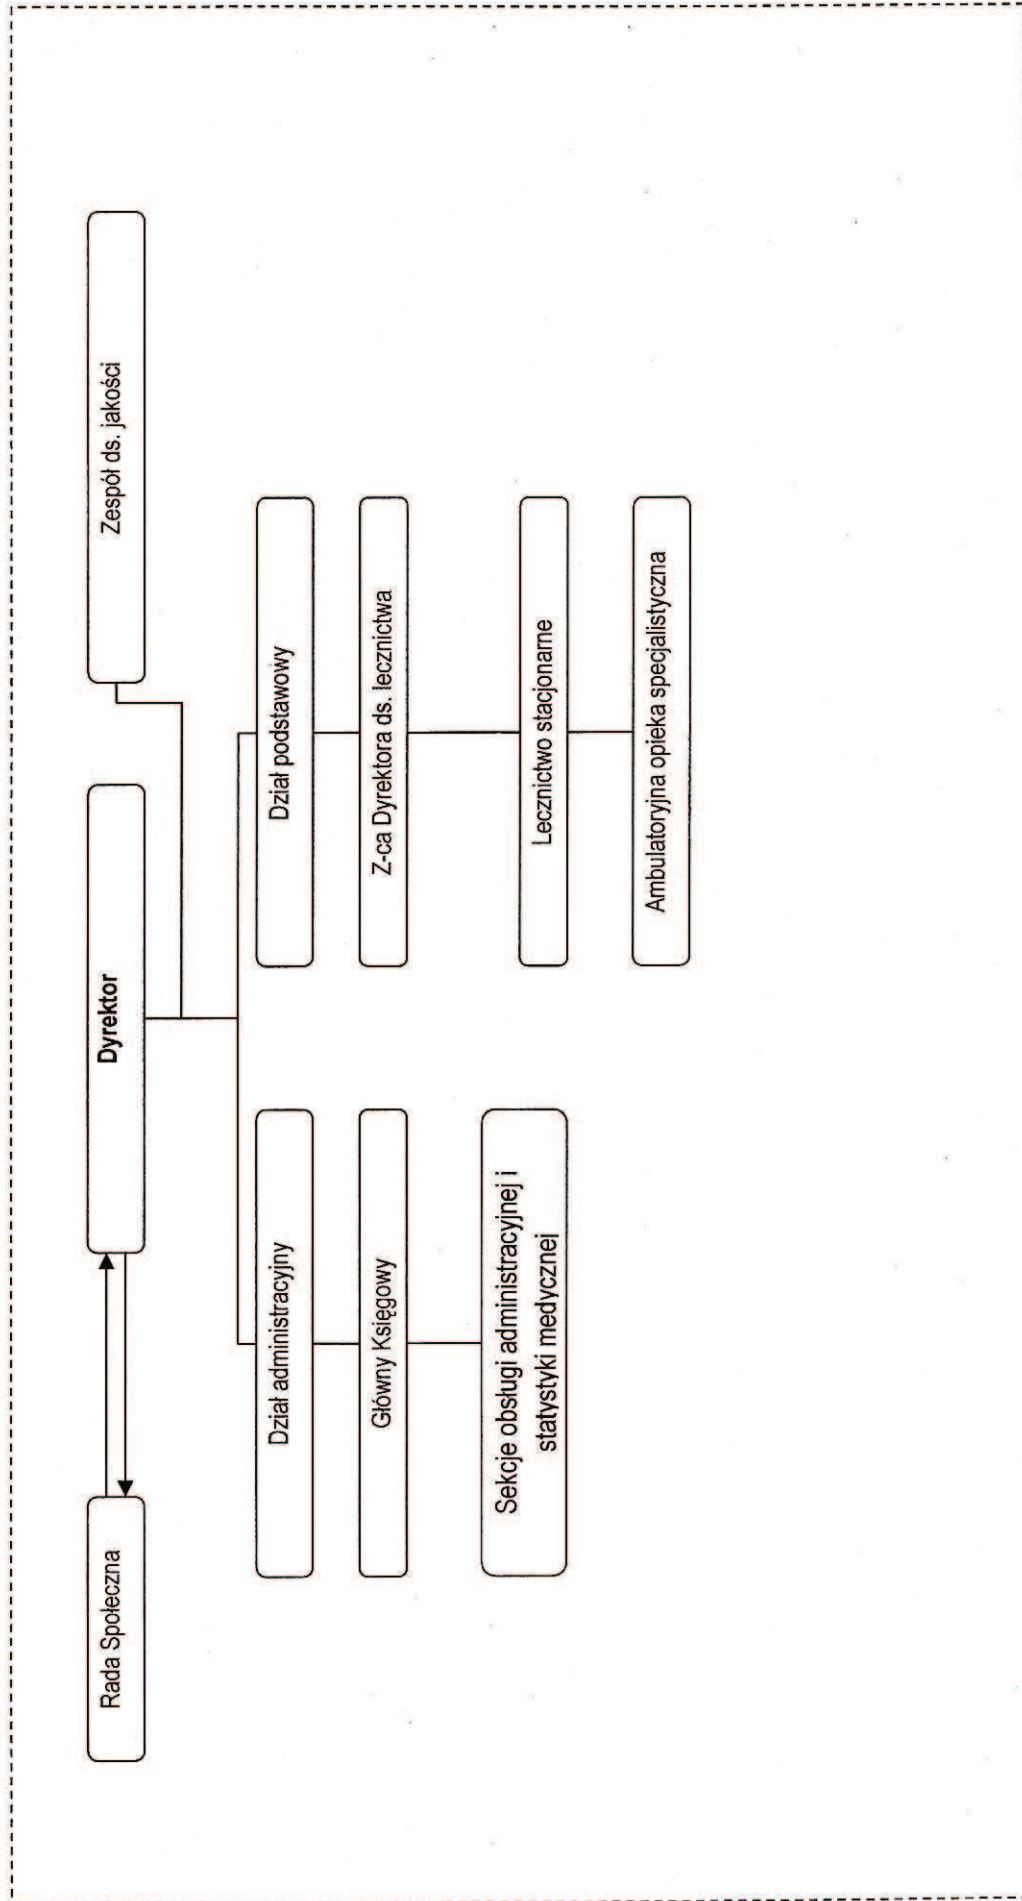 Rada Społeczna
Dyrektor
Zespół ds. jakości
Dział administracyjny
Główny Księgowy
Sekcje obsługi administracyjnej i
statystyki medycznej
Dział podstawowy
Z-ca Dyrektora ds. lecznictwa
Lecznictwo stacjonarne
Ambulatoryjna opieka specjalistyczna